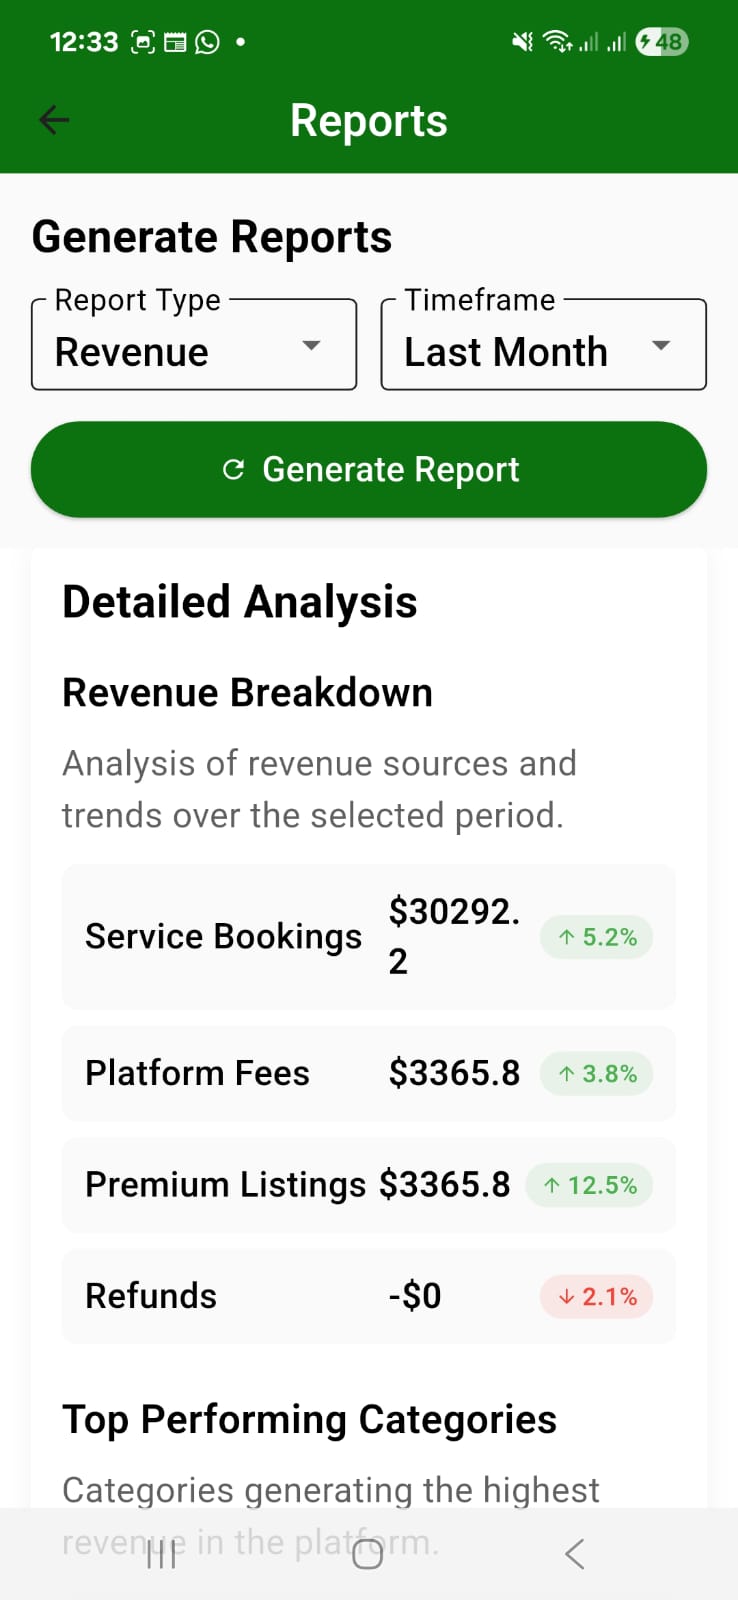 12:33
48
Reports
Generate Reports
Report Type
Revenue
Timeframe
Last Month
Generate Report
Detailed Analysis
Revenue Breakdown
Analysis of revenue sources and
trends over the selected period.
Service Bookings
$30292.
2
↑ 5.2%
Platform Fees $3365.8 ↑ 3.8%
Premium Listings $3365.8 ↑ 12.5%
Refunds -$0 ↓ 2.1%
Top Performing Categories
Categories generating the highest
revenue in the platform.